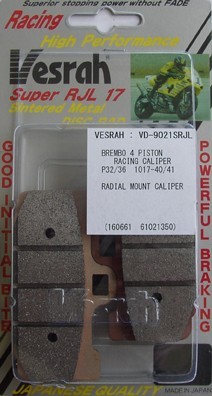 Superior stopping power without FADE
Racing
High Performance
Vesrah
Super RJL 17
Sintered Metal
DISC PAD
VESRAH : VD-9021SRJL
BREMBO 4 PISTON
RACING CALIPER
P32/36 1017-40/41
RADIAL MOUNT CALIPER
(160661 61021350)
GOOD INITIAL BITE
JAPANESE QUALITY
MADE IN JAPAN